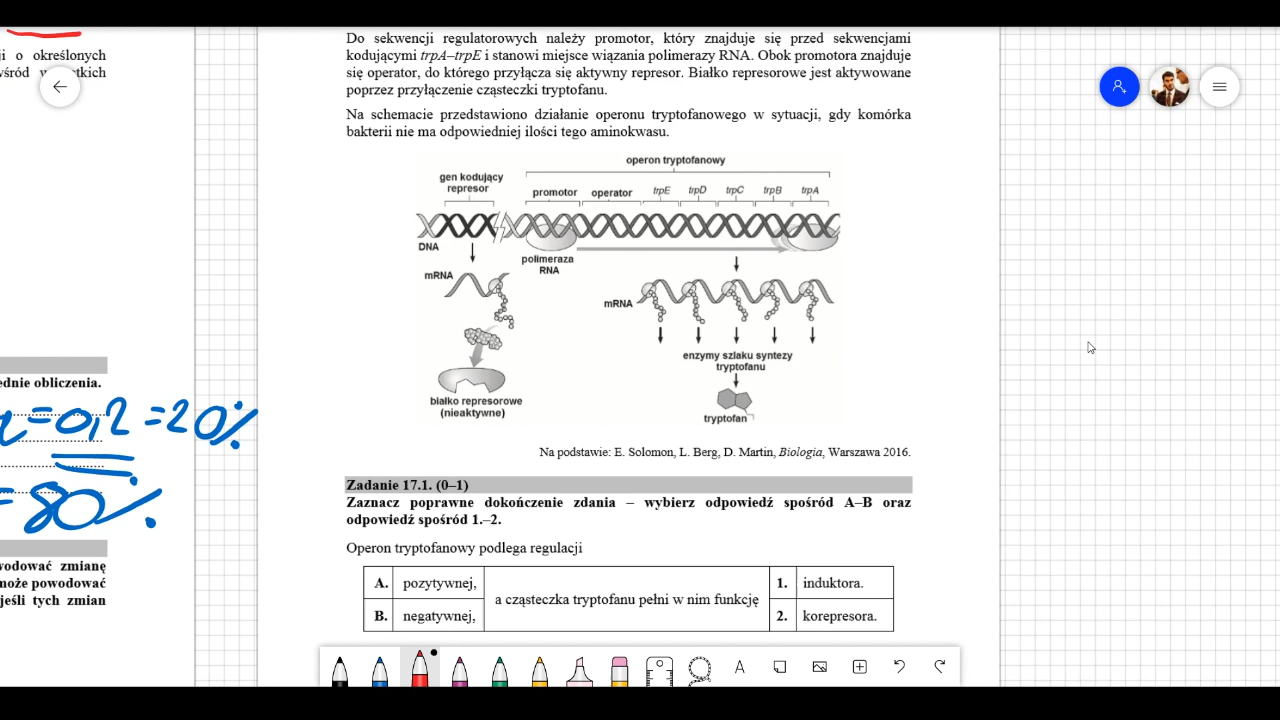 ji o określonych
wśród w
Do sekwencji regulatorowych należy promotor, który znajduje się przed sekwencjami
kodującymi trpA–trpE i stanowi miejsce wiązania polimerazy RNA. Obok promotora znajduje
się operator, do którego przyłącza się aktywny represor. Białko represorowe jest aktywowane
poprzez przyłączenie cząsteczki tryptofanu.
Na schemacie przedstawiono działanie operonu tryptofanowego w sytuacji, gdy komórka
bakterii nie ma odpowiedniej ilości tego aminokwasu.
operon tryptofanowy
gen kodujący
represor
promotor operator trpE trpD trpC trpB trpA
DNA
polimeraza
RNA
mRNA
mRNA
enzymy szlaku syntezy
tryptofanu
białko represorowe
(nieaktywne)
tryptofan
Na podstawie: E. Solomon, L. Berg, D. Martin, Biologia, Warszawa 2016.
Zadanie 17.1. (0–1)
Zaznacz poprawne dokończenie zdania – wybierz odpowiedź spośród A–B oraz
odpowiedź spośród 1.–2.
Operon tryptofanowy podlega regulacji
A. pozytywnej,
B. negatywnej,
a cząsteczka tryptofanu pełni w nim funkcję
1. induktora.
2. korepresora.
ednie obliczenia.
=0,2=20%
=80%
wodować zmianę
może powodować
jeśli tych zmian
A